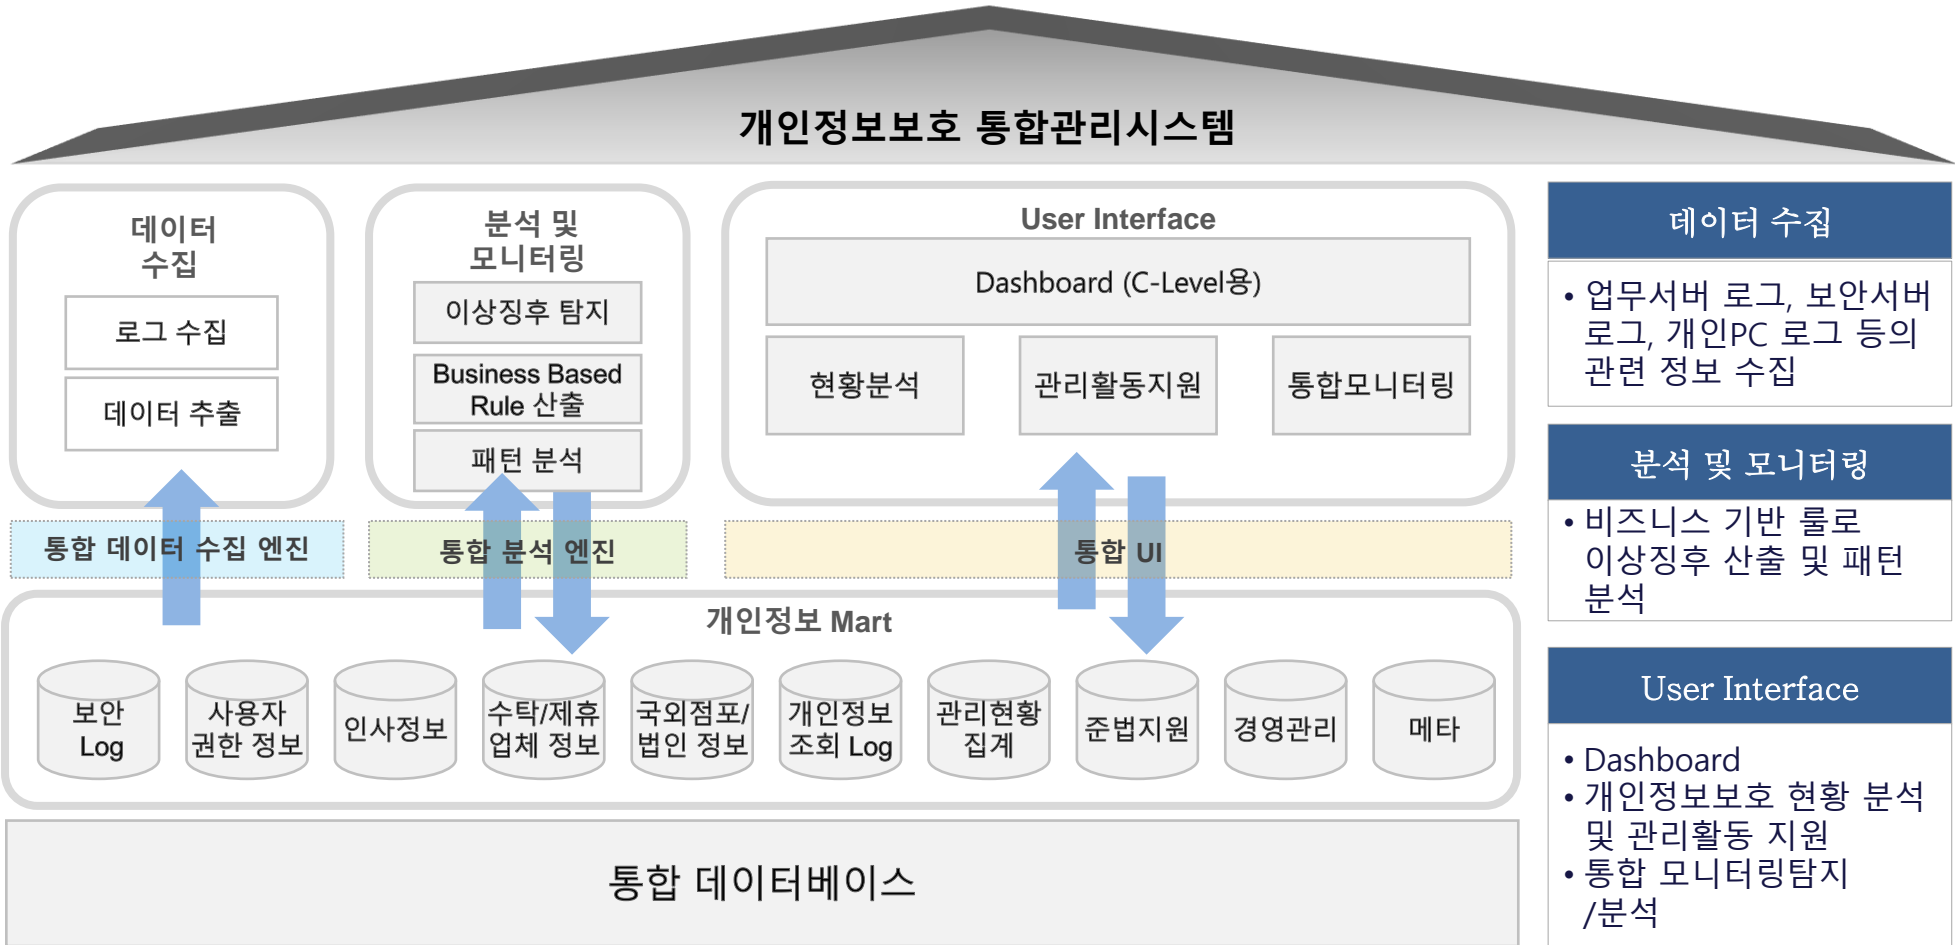 개인정보보호 통합관리시스템
데이터
수집
로그 수집
데이터 추출
분석 및
모니터링
이상징후 탐지
Business Based
Rule 산출
패턴 분석
User Interface
Dashboard (C-Level용)
현황분석
관리활동지원
통합모니터링
통합 데이터 수집 엔진
통합 분석 엔진
통합 UI
개인정보 Mart
보안
Log
사용자
권한 정보
인사정보
수탁/제휴
업체 정보
국외점포/
법인 정보
개인정보
조회 Log
관리현황
집계
준법지원
경영관리
메타
통합 데이터베이스
데이터 수집
• 업무서버 로그, 보안서버
로그, 개인PC 로그 등의
관련 정보 수집
분석 및 모니터링
• 비즈니스 기반 룰로
이상징후 산출 및 패턴
분석
User Interface
• Dashboard
• 개인정보보호 현황 분석
및 관리활동 지원
• 통합 모니터링탐지
/분석